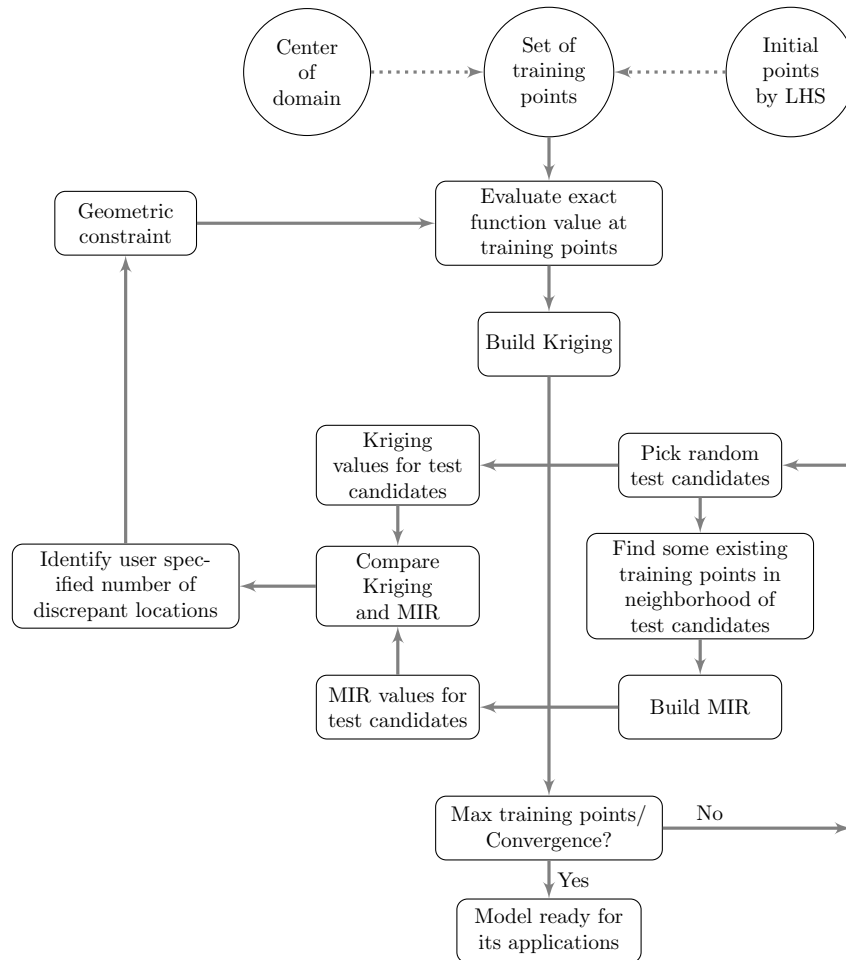 Center
of
domain
Set of
training
points
Initial
points
by LHS
Geometric
constraint
Evaluate exact
function value at
training points
Build Kriging
Kriging
values for test
candidates
Pick random
test candidates
Identify user spec-
ified number of
discrepant locations
Compare
Kriging
and MIR
Find some existing
training points in
neighborhood of
test candidates
MIR values for
test candidates
Build MIR
Max training points/
Convergence?
No
Yes
Model ready for
its applications